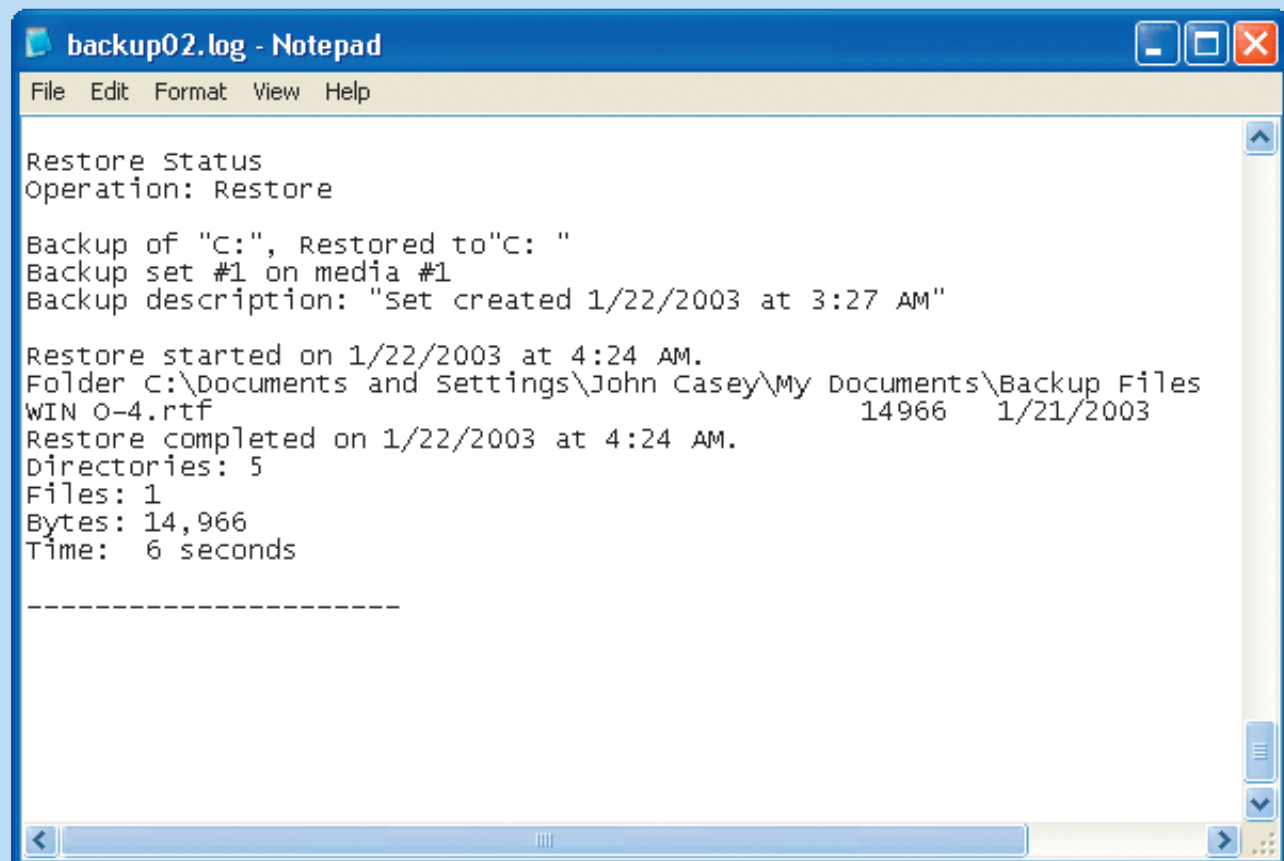 backup02.log - Notepad
File Edit Format View Help
Restore Status
Operation: Restore
Backup of "C:", Restored to"C: "
Backup set #1 on media #1
Backup description: "Set created 1/22/2003 at 3:27 AM"
Restore started on 1/22/2003 at 4:24 AM.
Folder C:\Documents and Settings\John Casey\My Documents\Backup Files
WIN O-4.rtf 14966 1/21/2003
Restore completed on 1/22/2003 at 4:24 AM.
Directories: 5
Files: 1
Bytes: 14,966
Time:  6 seconds
----------------------